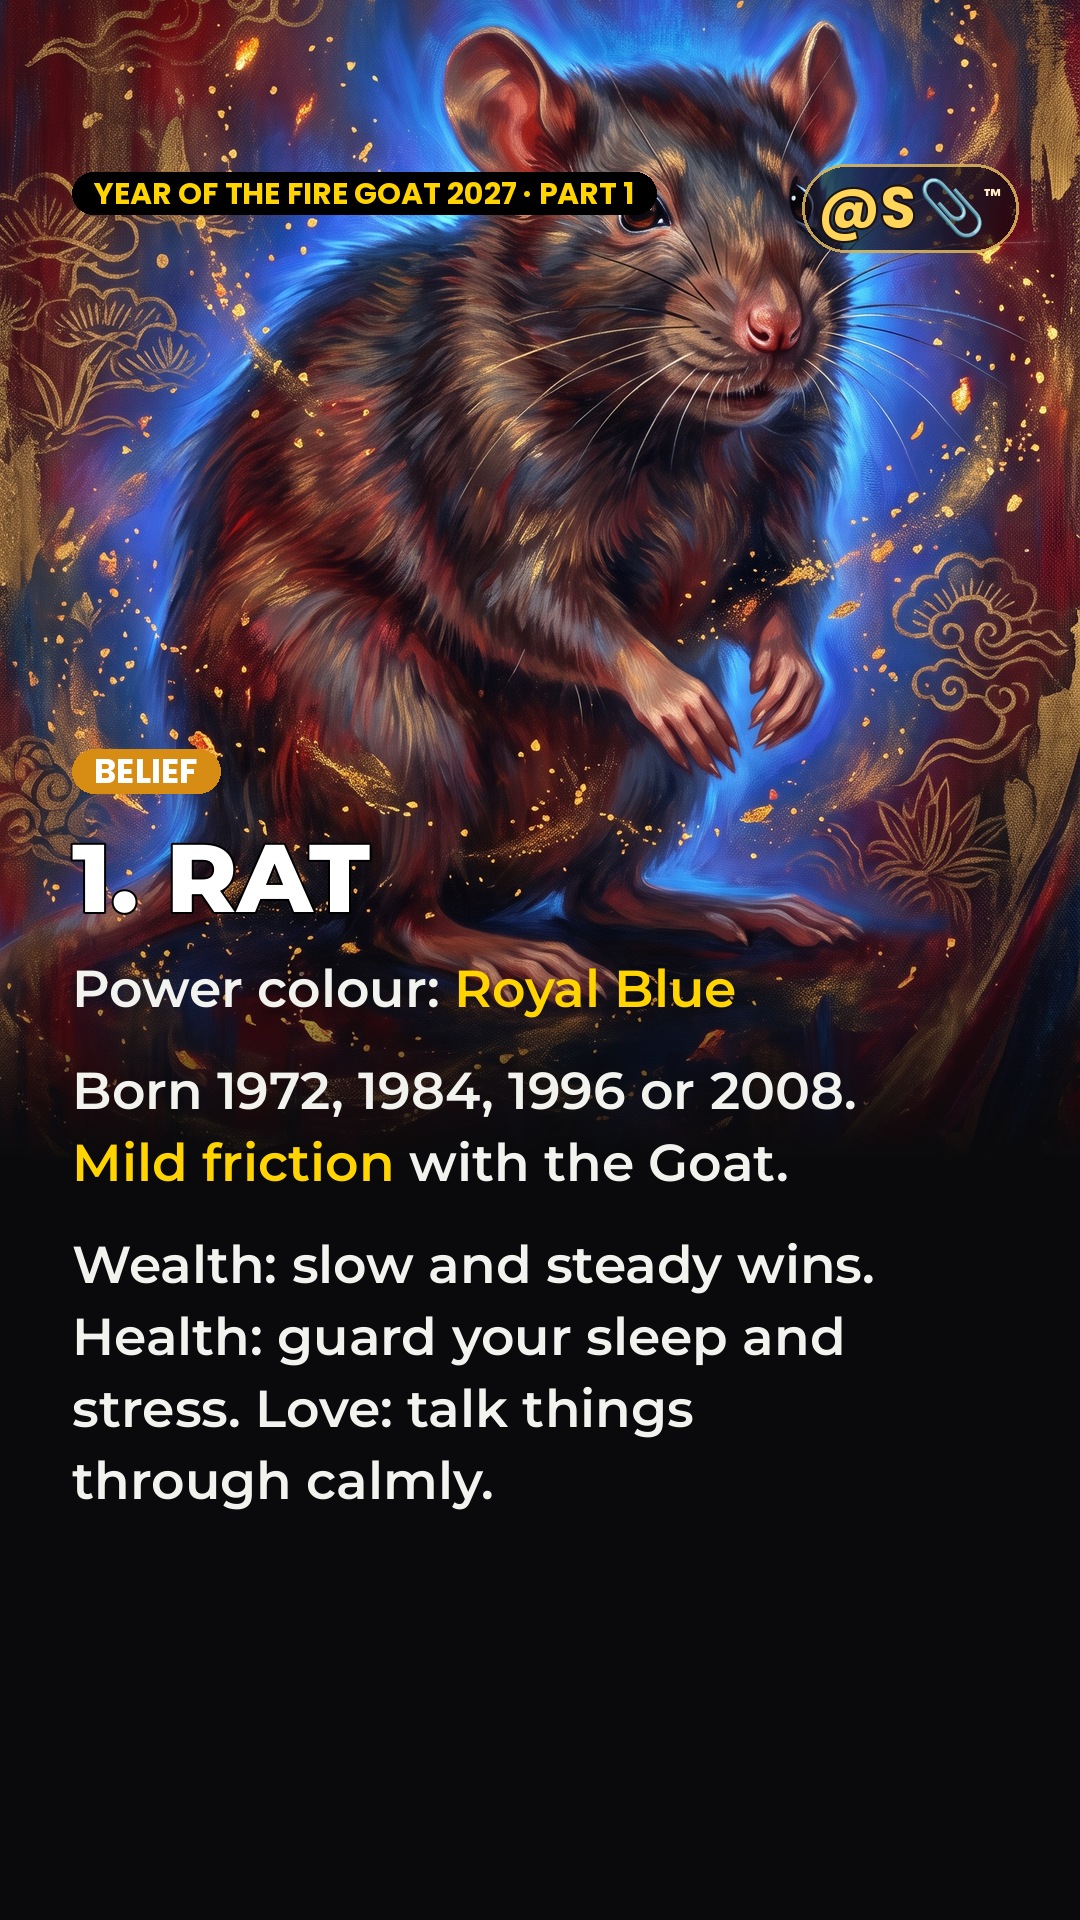 YEAR OF THE FIRE GOAT 2027 · PART 1
@S📎™
BELIEF
1. RAT
Power colour: Royal Blue
Born 1972, 1984, 1996 or 2008.
Mild friction with the Goat.
Wealth: slow and steady wins.
Health: guard your sleep and
stress. Love: talk things
through calmly.